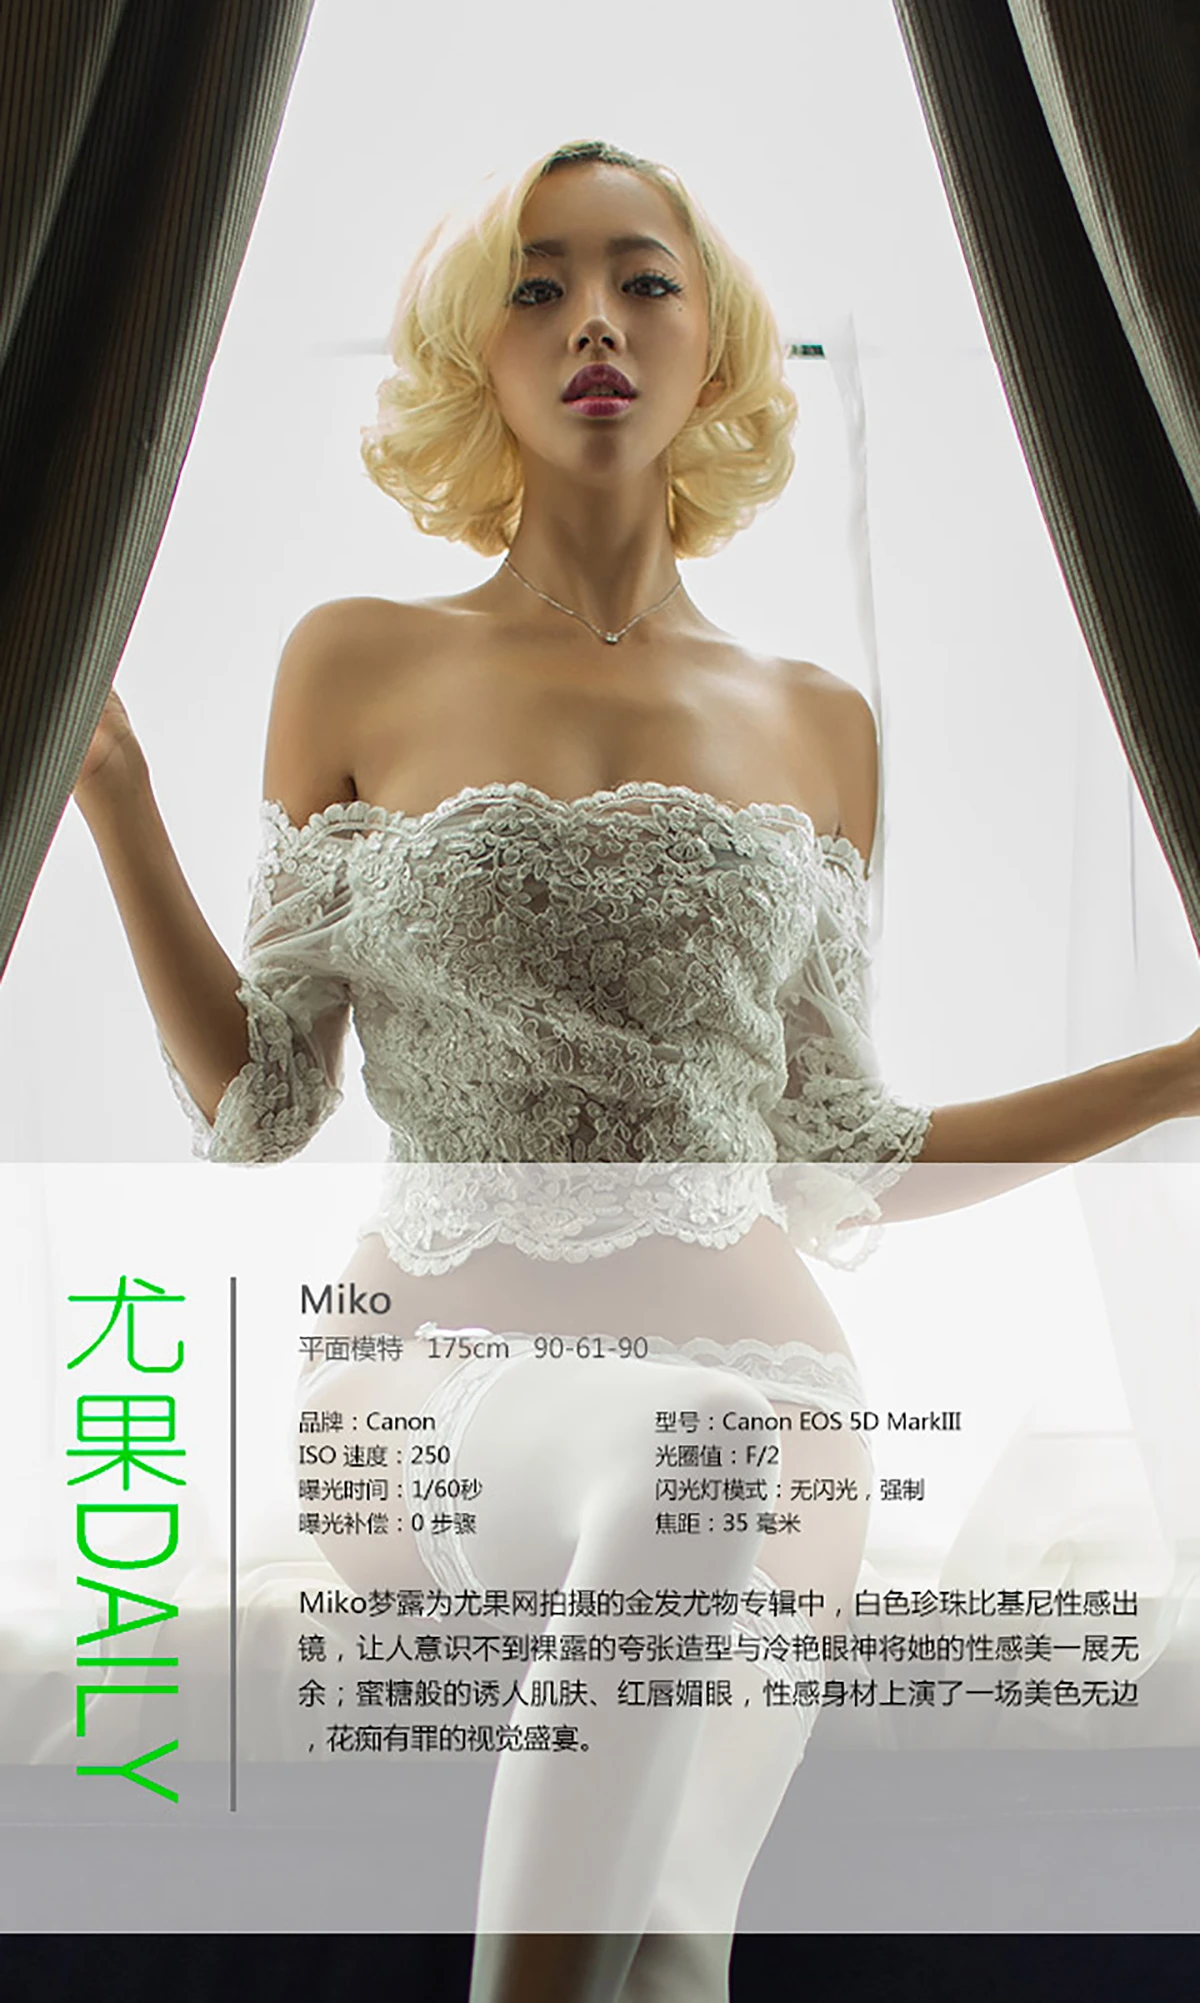 尤果DAILY
Miko
平面模特 175cm 90-61-90
品牌：Canon 型号：Canon EOS 5D MarkIII
ISO 速度：250 光圈值：F/2
曝光时间：1/60秒 闪光灯模式：无闪光，强制
曝光补偿：0 步骤 焦距：35 毫米
Miko梦露为尤果网拍摄的金发尤物专辑中，白色珍珠比基尼性感出
镜，让人意识不到裸露的夸张造型与冷艳眼神将她的性感美一展无
余；蜜糖般的诱人肌肤、红唇媚眼，性感身材上演了一场美色无边
，花痴有罪的视觉盛宴。